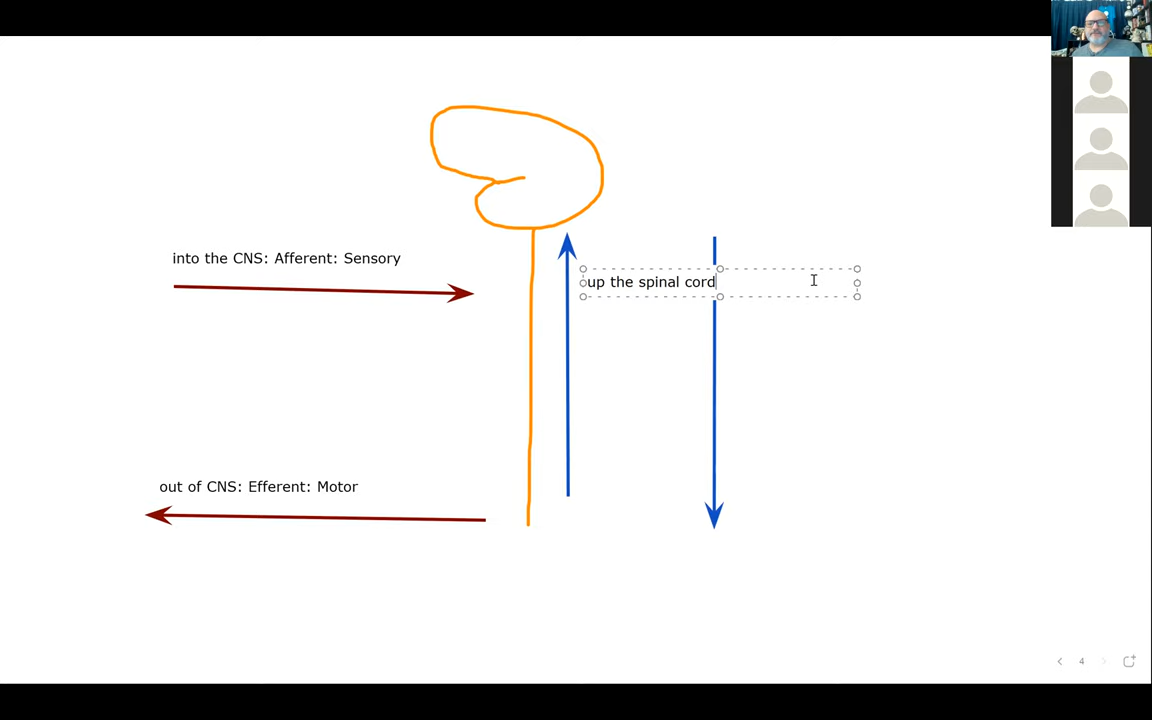 into the CNS: Afferent: Sensory
up the spinal cord
out of CNS: Efferent: Motor
4